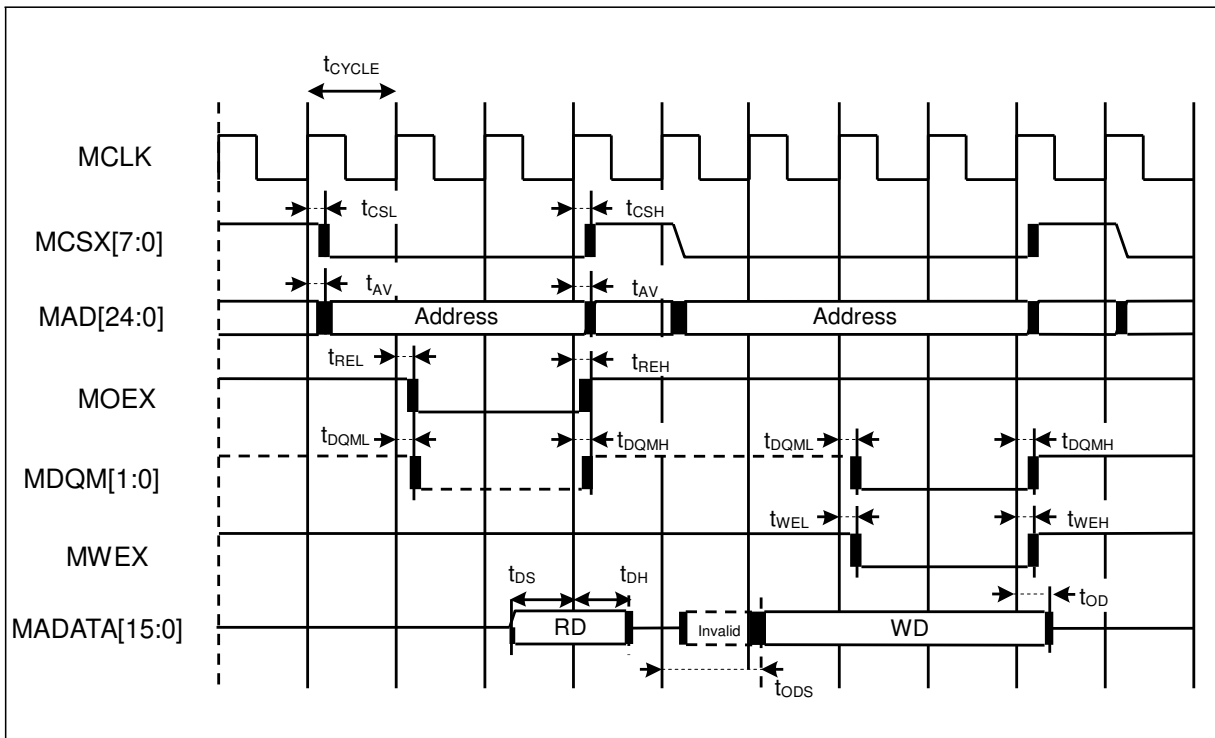 tCYCLE
MCLK
tCSL tCSH
MCSX[7:0]
tAV tAV
MAD[24:0] Address Address
tREL tREH
MOEX
tDQML tDQMH tDQML tDQMH
MDQM[1:0]
tWEL tWEH
MWEX
tDS tDH tOD
MADATA[15:0] RD Invalid WD
tODS